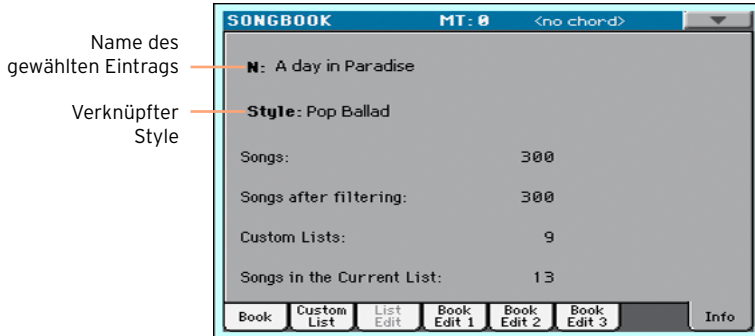 SONGBOOK MT: 0 <no chord>
Name des
gewählten Eintrags
N: A day in Paradise
Verknüpfter
Style
Style: Pop Ballad
Songs: 300
Songs after filtering: 300
Custom Lists: 9
Songs in the Current List: 13
Book
Custom
List
List
Edit
Book
Edit 1
Book
Edit 2
Book
Edit 3
Info